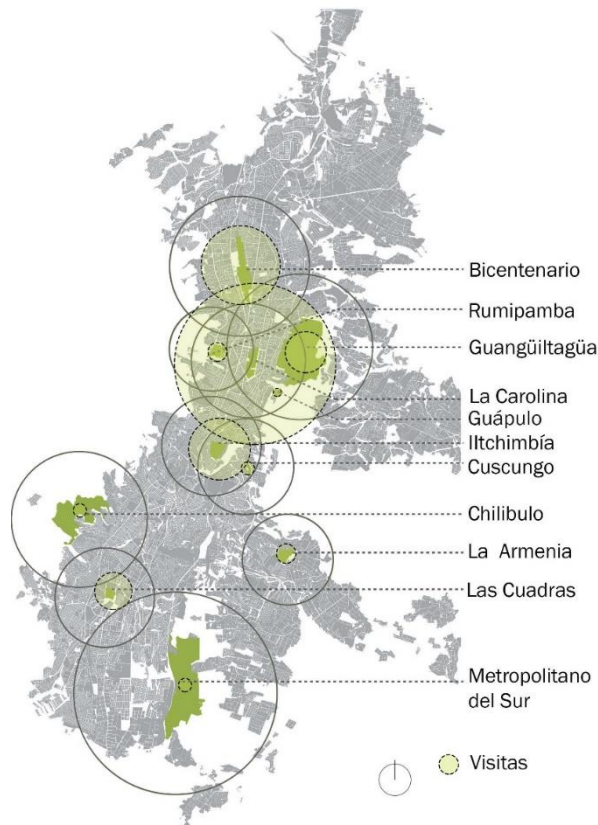 Bicentenario
Rumipamba
Guangüiltagüa
La Carolina
Guápulo
Iltchimbía
Cuscungo
Chilibulo
La Armenia
Las Cuadras
Metropolitano
del Sur
Visitas